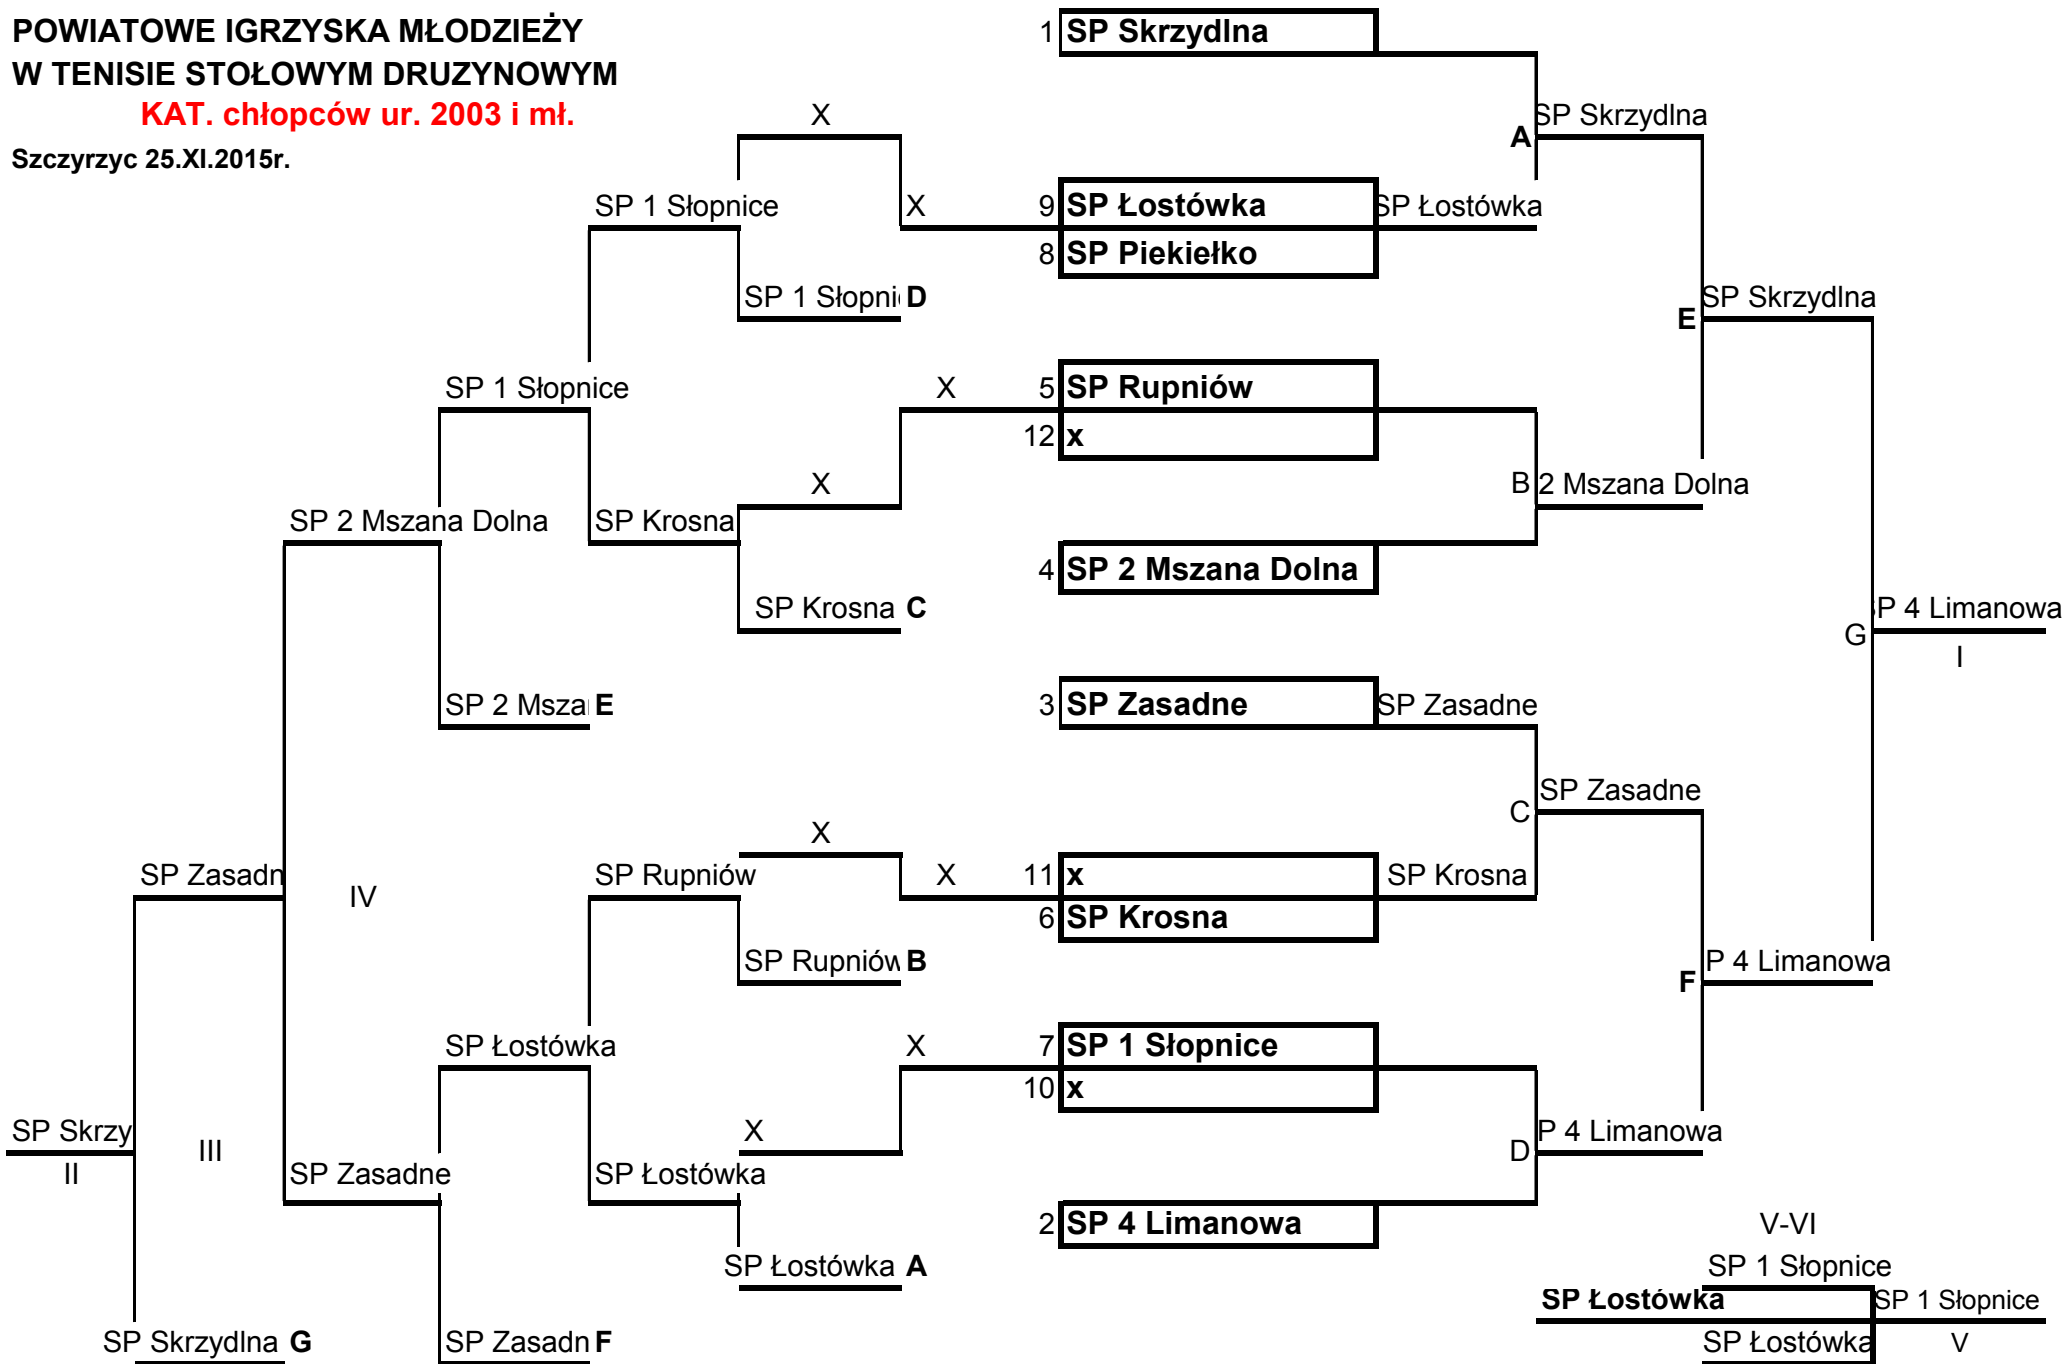 POWIATOWE IGRZYSKA MŁODZIEŻY
W TENISIE STOŁOWYM DRUZYNOWYM
KAT. chłopców ur. 2003 i mł.
Szczyrzyc 25.XI.2015r.
1 SP Skrzydlna
X
SP Skrzydlna
A
SP 1 Słopnice
X
9 SP Łostówka
SP Łostówka
8 SP Piekiełko
SP 1 Słopni D
SP Skrzydlna
E
SP 1 Słopnice
X
5 SP Rupniów
12 x
X
B 2 Mszana Dolna
SP 2 Mszana Dolna
SP Krosna
4 SP 2 Mszana Dolna
SP Krosna C
P 4 Limanowa
G
I
SP 2 Msza E
3 SP Zasadne
SP Zasadne
SP Zasadne
C
X
SP Zasadn
IV
SP Rupniów
X
11 x
SP Krosna
6 SP Krosna
SP Rupniów B
P 4 Limanowa
F
SP Łostówka
X
7 SP 1 Słopnice
10 x
SP Skrzy
II
III
X
P 4 Limanowa
D
SP Zasadne
SP Łostówka
2 SP 4 Limanowa
V-VI
SP Łostówka A
SP 1 Słopnice
SP Łostówka
SP 1 Słopnice
SP Skrzydlna G
SP Zasadn F
SP Łostówka
V